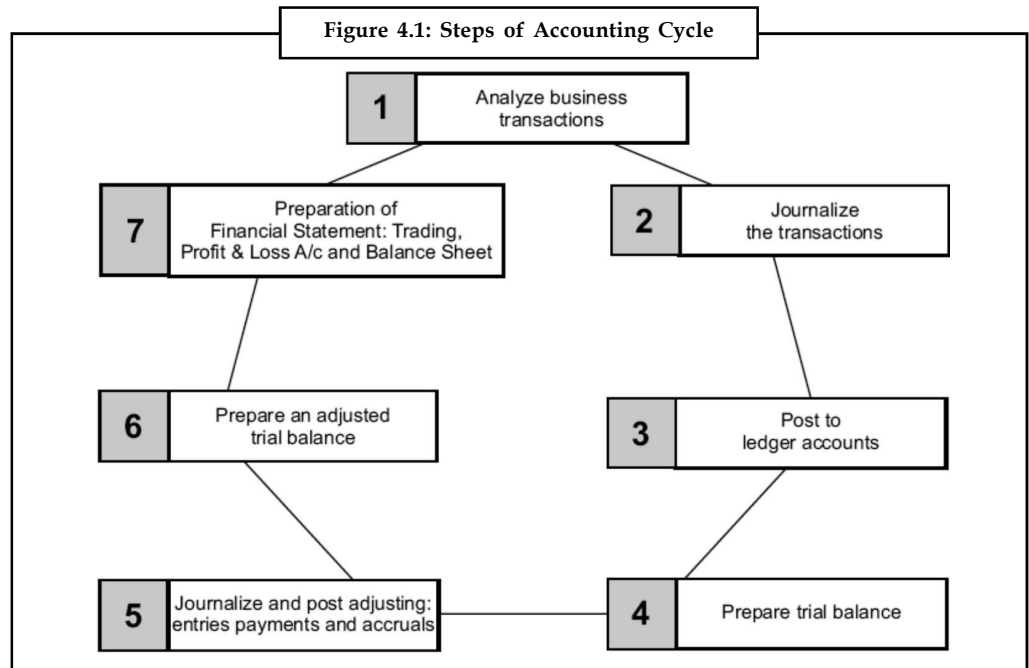 Figure 4.1: Steps of Accounting Cycle
1
Analyze business
transactions
2
Journalize
the transactions
3
Post to
ledger accounts
4
Prepare trial balance
5
Journalize and post adjusting:
entries payments and accruals
6
Prepare an adjusted
trial balance
7
Preparation of
Financial Statement: Trading,
Profit & Loss A/c and Balance Sheet